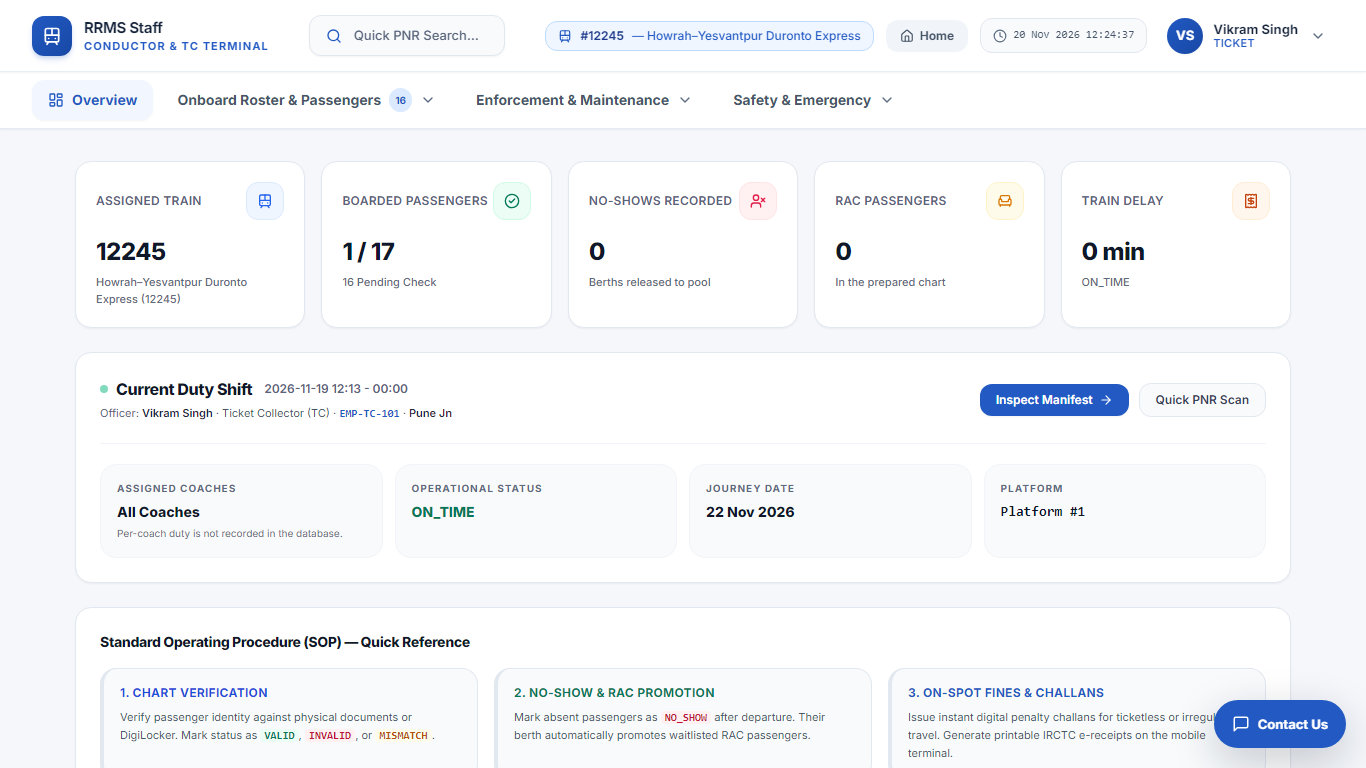 RRMS Staff
CONDUCTOR & TC TERMINAL
Quick PNR Search...
#12245 — Howrah–Yesvantpur Duronto Express
Home
20 Nov 2026 12:24:37
VS
Vikram Singh
TICKET
Overview
Onboard Roster & Passengers 16
Enforcement & Maintenance
Safety & Emergency
ASSIGNED TRAIN
12245
Howrah–Yesvantpur Duronto
Express (12245)
BOARDED PASSENGERS
1 / 17
16 Pending Check
NO-SHOWS RECORDED
0
Berths released to pool
RAC PASSENGERS
0
In the prepared chart
TRAIN DELAY
0 min
ON_TIME
Current Duty Shift 2026-11-19 12:13 - 00:00
Officer: Vikram Singh · Ticket Collector (TC) · EMP-TC-101 · Pune Jn
Inspect Manifest →
Quick PNR Scan
ASSIGNED COACHES
All Coaches
Per-coach duty is not recorded in the database.
OPERATIONAL STATUS
ON_TIME
JOURNEY DATE
22 Nov 2026
PLATFORM
Platform #1
Standard Operating Procedure (SOP) — Quick Reference
1. CHART VERIFICATION
Verify passenger identity against physical documents or
DigiLocker. Mark status as VALID, INVALID, or MISMATCH.
2. NO-SHOW & RAC PROMOTION
Mark absent passengers as NO_SHOW after departure. Their
berth automatically promotes waitlisted RAC passengers.
3. ON-SPOT FINES & CHALLANS
Issue instant digital penalty challans for ticketless or irregul
travel. Generate printable IRCTC e-receipts on the mobile
terminal.
Contact Us